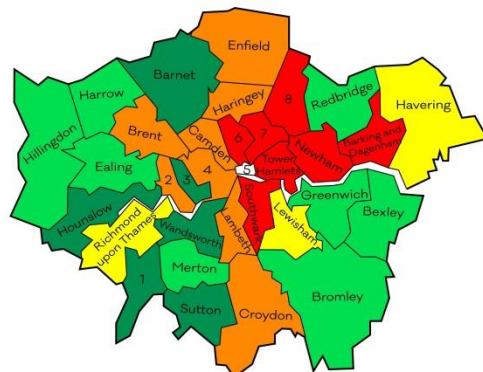 Enfield
Barnet
Harrow
Haringey
8
Redbridge
Havering
Hillingdon
Brent
Camden
6
7
Barking and
Dagenham
Newham
Tower
Hamlets
Ealing
2
3
4
5
Greenwich
Hounslow
Richmond
upon Thames
Wandsworth
Lambeth
Southwark
Lewisham
Bexley
1
Merton
Sutton
Croydon
Bromley